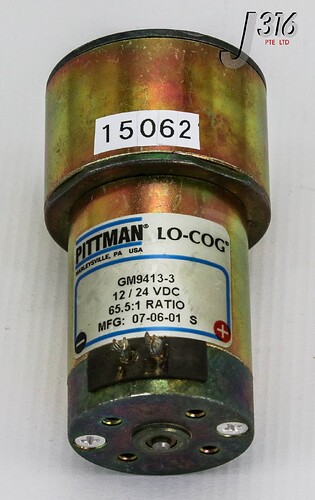 J316
PTE LTD
15062
PITTMAN® LO-COG®
HARLEYSVILLE, PA USA
GM9413-3
12 / 24 VDC
65.5:1 RATIO
MFG: 07-06-01 S